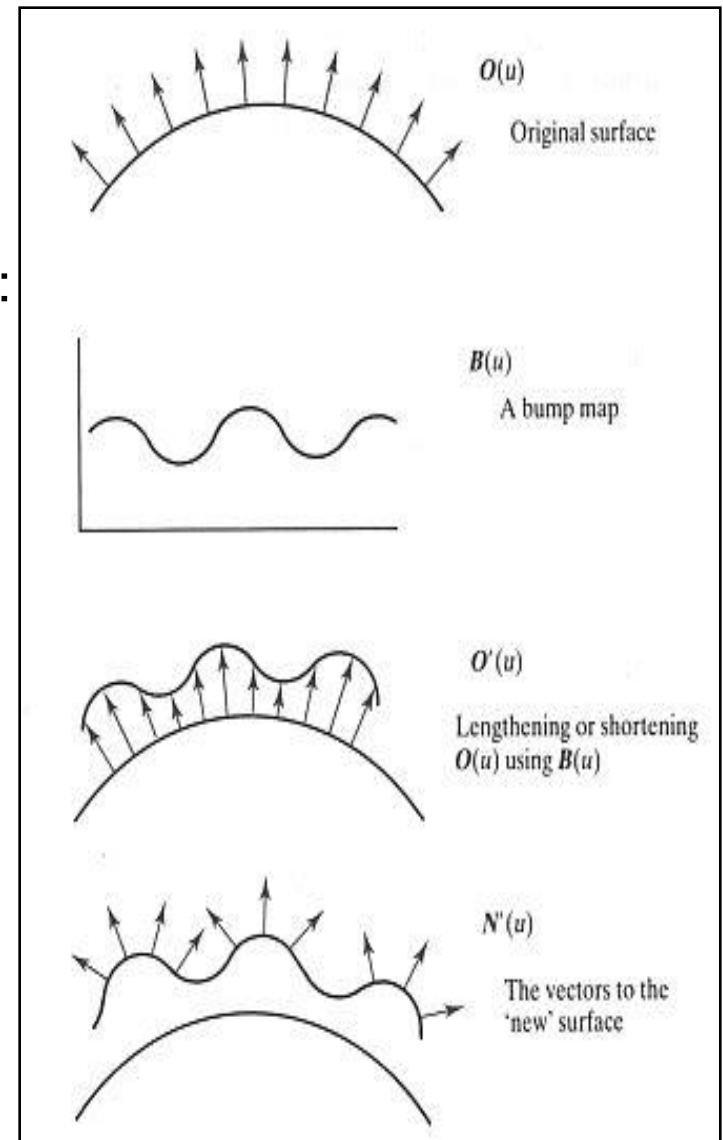 O(u)
Original surface
:
B(u)
A bump map
O'(u)
Lengthening or shortening
O(u) using B(u)
N'(u)
The vectors to the
'new' surface